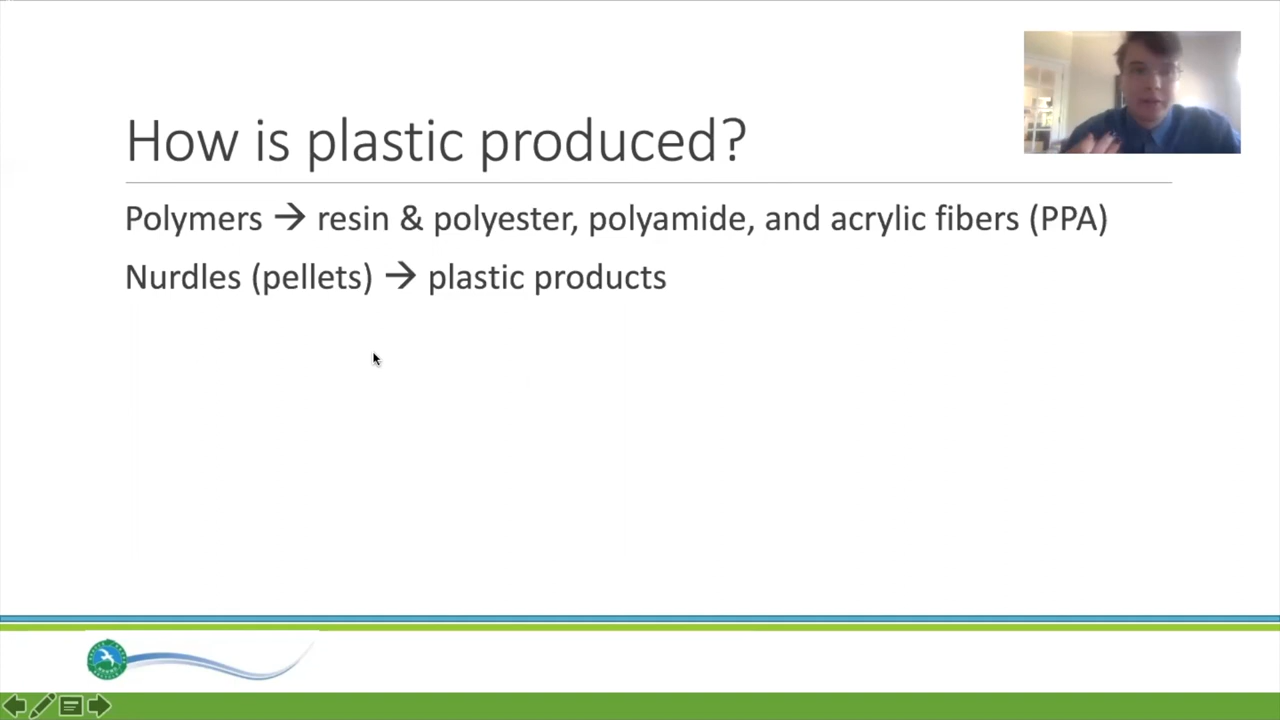 How is plastic produced?
Polymers → resin & polyester, polyamide, and acrylic fibers (PPA)
Nurdles (pellets) → plastic products